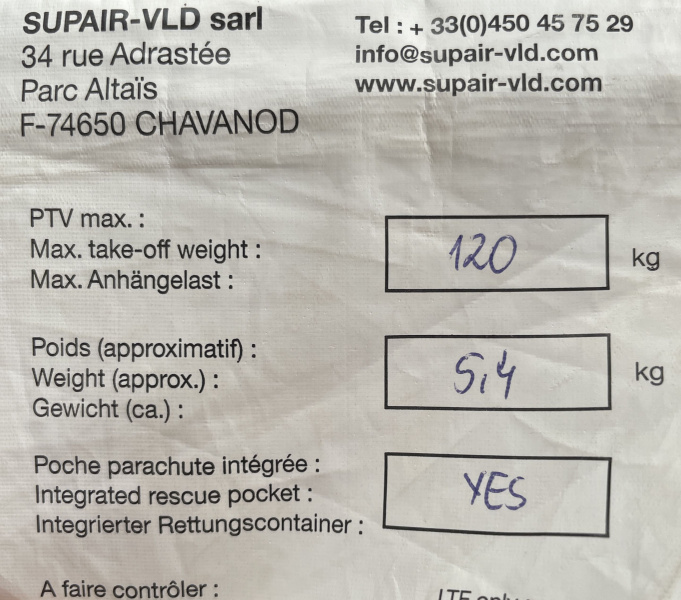 SUPAIR-VLD sarl
34 rue Adrastée
Parc Altaïs
F-74650 CHAVANOD
Tel : + 33(0)450 45 75 29
info@supair-vld.com
www.supair-vld.com
PTV max. :
Max. take-off weight :
Max. Anhängelast :
120 kg
Poids (approximatif) :
Weight (approx.) :
Gewicht (ca.) :
5,4 kg
Poche parachute intégrée :
Integrated rescue pocket :
Integrierter Rettungscontainer :
YES
A faire contrôler :
LTF only